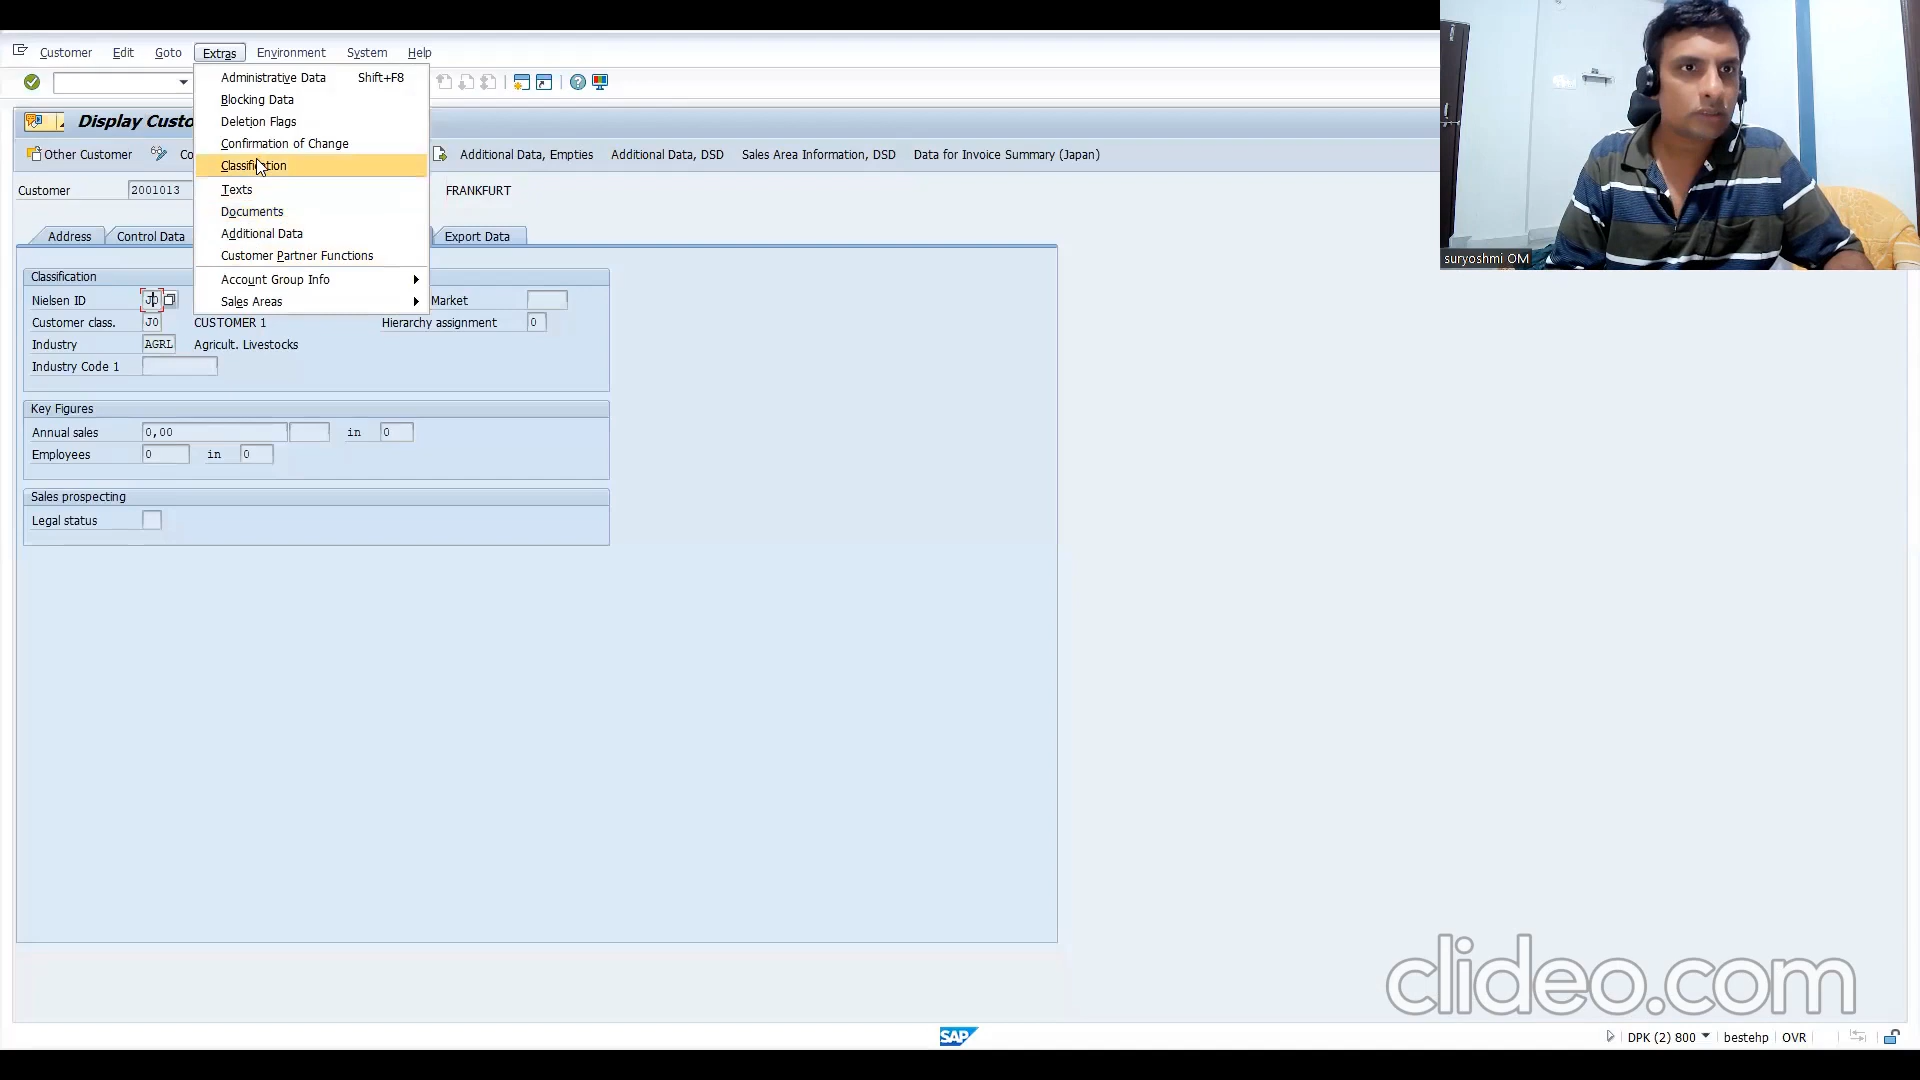 Customer Edit Goto Extras Environment System Help
Administrative Data Shift+F8
Blocking Data
Deletion Flags
Confirmation of Change
Classification
Texts
Documents
Additional Data
Customer Partner Functions
Account Group Info
Sales Areas
Display Custo
Other Customer Co Additional Data, Empties Additional Data, DSD Sales Area Information, DSD Data for Invoice Summary (Japan)
Customer 2001013 FRANKFURT
Address Control Data Export Data
Classification
Nielsen ID J0 Market
Customer class. J0 CUSTOMER 1 Hierarchy assignment 0
Industry AGRL Agricult. Livestocks
Industry Code 1
Key Figures
Annual sales 0,00 in 0
Employees 0 in 0
Sales prospecting
Legal status
suryoshmi OM
clideo.com
SAP
DPK (2) 800 bestehp OVR